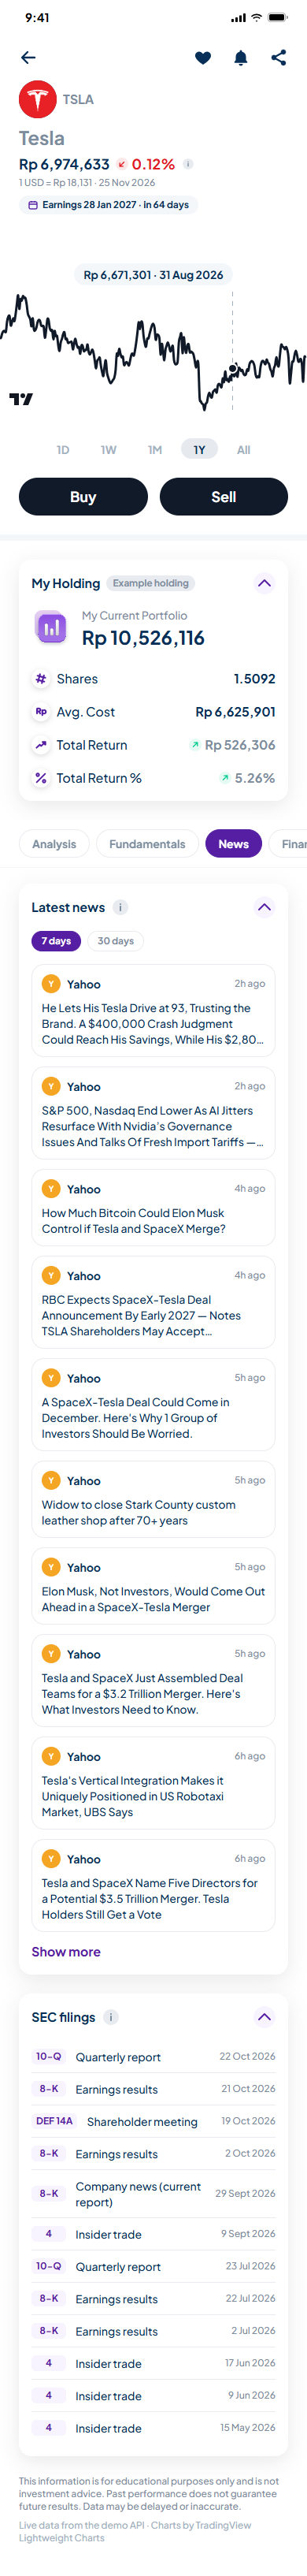 9:41
TSLA
Tesla
Rp 6,974,633 0.12%
1 USD = Rp 18,131 · 25 Nov 2026
Earnings 28 Jan 2027 · in 64 days
Rp 6,671,301 · 31 Aug 2026
1D 1W 1M 1Y All
Buy Sell
My Holding Example holding
My Current Portfolio
Rp 10,526,116
Shares 1.5092
Rp Avg. Cost Rp 6,625,901
Total Return Rp 526,306
Total Return % 5.26%
Analysis Fundamentals News Finan
Latest news
7 days 30 days
Y Yahoo 2h ago
He Lets His Tesla Drive at 93, Trusting the
Brand. A $400,000 Crash Judgment
Could Reach His Savings, While His $2,80...
Y Yahoo 2h ago
S&P 500, Nasdaq End Lower As AI Jitters
Resurface With Nvidia's Governance
Issues And Talks Of Fresh Import Tariffs —...
Y Yahoo 4h ago
How Much Bitcoin Could Elon Musk
Control if Tesla and SpaceX Merge?
Y Yahoo 4h ago
RBC Expects SpaceX-Tesla Deal
Announcement By Early 2027 — Notes
TSLA Shareholders May Accept...
Y Yahoo 5h ago
A SpaceX-Tesla Deal Could Come in
December. Here's Why 1 Group of
Investors Should Be Worried.
Y Yahoo 5h ago
Widow to close Stark County custom
leather shop after 70+ years
Y Yahoo 5h ago
Elon Musk, Not Investors, Would Come Out
Ahead in a SpaceX-Tesla Merger
Y Yahoo 5h ago
Tesla and SpaceX Just Assembled Deal
Teams for a $3.2 Trillion Merger. Here's
What Investors Need to Know.
Y Yahoo 6h ago
Tesla's Vertical Integration Makes it
Uniquely Positioned in US Robotaxi
Market, UBS Says
Y Yahoo 6h ago
Tesla and SpaceX Name Five Directors for
a Potential $3.5 Trillion Merger. Tesla
Holders Still Get a Vote
Show more
SEC filings
10-Q Quarterly report 22 Oct 2026
8-K Earnings results 21 Oct 2026
DEF 14A Shareholder meeting 19 Oct 2026
8-K Earnings results 2 Oct 2026
8-K Company news (current 29 Sept 2026
report)
4 Insider trade 9 Sept 2026
10-Q Quarterly report 23 Jul 2026
8-K Earnings results 22 Jul 2026
8-K Earnings results 2 Jul 2026
4 Insider trade 17 Jun 2026
4 Insider trade 9 Jun 2026
4 Insider trade 15 May 2026
This information is for educational purposes only and is not
investment advice. Past performance does not guarantee
future results. Data may be delayed or inaccurate.
Live data from the demo API · Charts by TradingView
Lightweight Charts